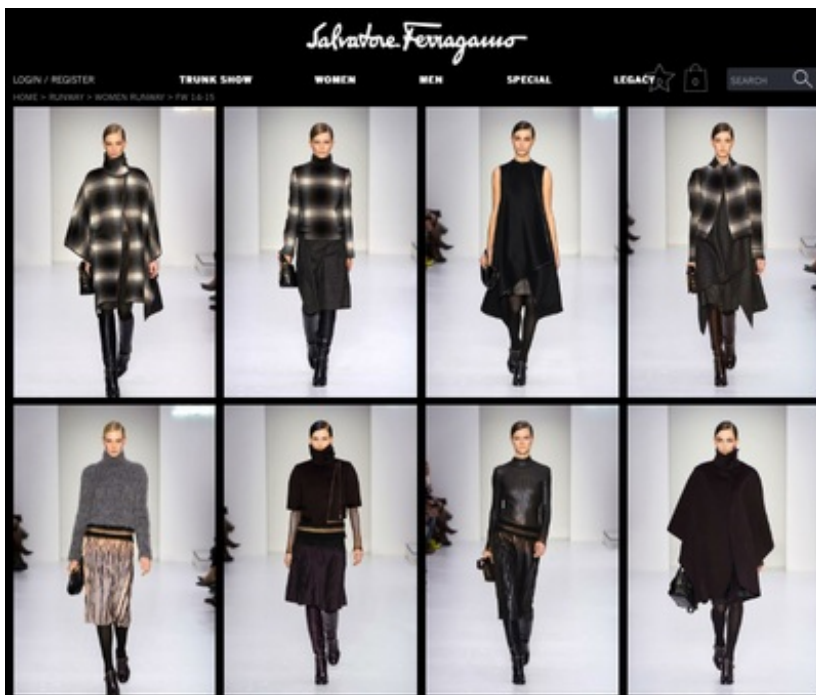 Salvatore Ferragamo
LOGIN / REGISTER TRUNK SHOW WOMEN MEN SPECIAL LEGACY 0 SEARCH
HOME > RUNWAY > WOMEN RUNWAY > FW 14-15